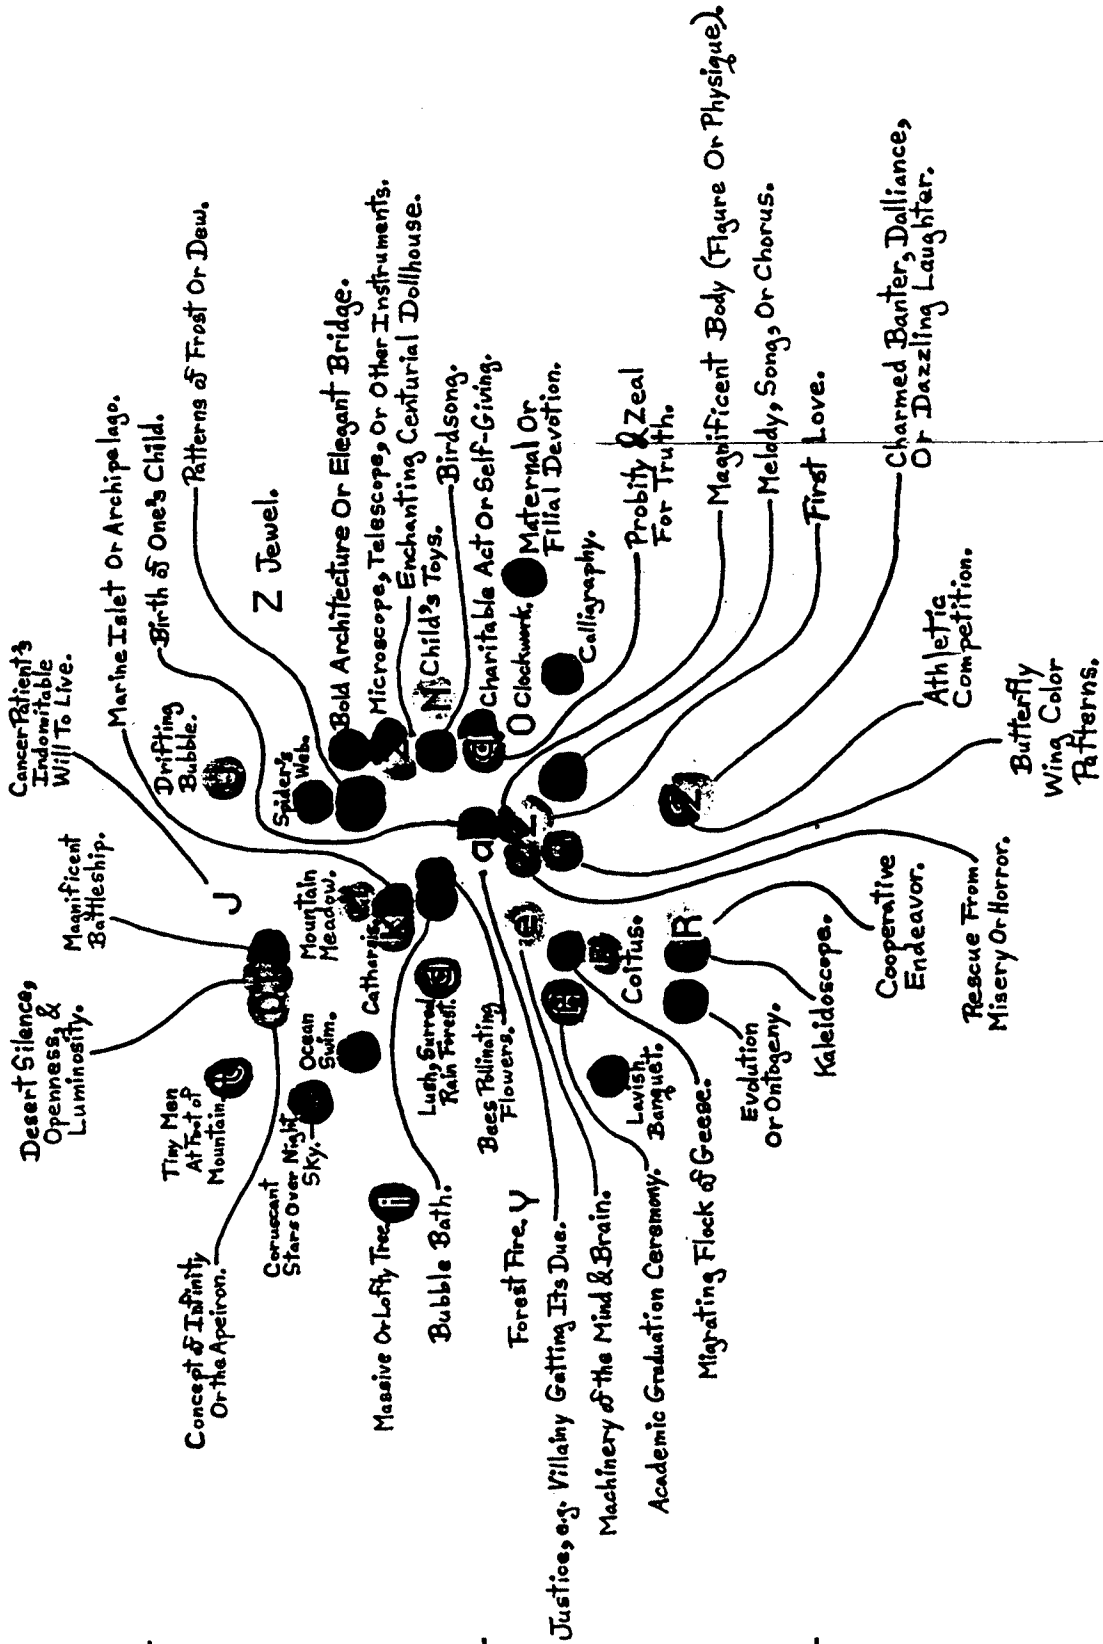 Desert Silence,
Openness, &
Luminosity.
Magnificent
Battleship.
Cancer Patient's
Indomitable
Will To Live.
Marine Islet Or Archipelago.
Birth of One's Child.
Patterns of Frost Or Dew.
Concept of Infinity
Or the Apeiron.
Tiny Men
At Foot of
Mountain.
J
Drifting
Bubble.
Z Jewel.
Coruscant
Stars Over Night
Sky.
Ocean
Swim.
Mountain
Meadow.
Catharsis.
Spider's
Web.
Bold Architecture Or Elegant Bridge.
Microscope, Telescope, Or Other Instruments.
Enchanting Centurial Dollhouse.
N Child's Toys.
Birdsong.
Massive Or Lofty Tree.
i
Bubble Bath.
Lush, Surreal
Rain Forest.
Bees Pollinating
Flowers.
a
Charitable Act Or Self-Giving.
O Clockwork.
Maternal Or
Filial Devotion.
Calligraphy.
Forest Fire. Y
e
Probity & Zeal
For Truth.
Justice, e.g. Villainy Getting Its Due.
Machinery of the Mind & Brain.
Academic Graduation Ceremony.
Migrating Flock of Geese.
Lavish
Banquet.
Coitus.
Magnificent Body (Figure Or Physique).
Melody, Song, Or Chorus.
First Love.
Charmed Banter, Dalliance,
Or Dazzling Laughter.
R
Evolution
Or Ontogeny.
Kaleidoscope.
Cooperative
Endeavor.
Rescue From
Misery Or Horror.
Athletic
Competition.
Butterfly
Wing Color
Patterns.